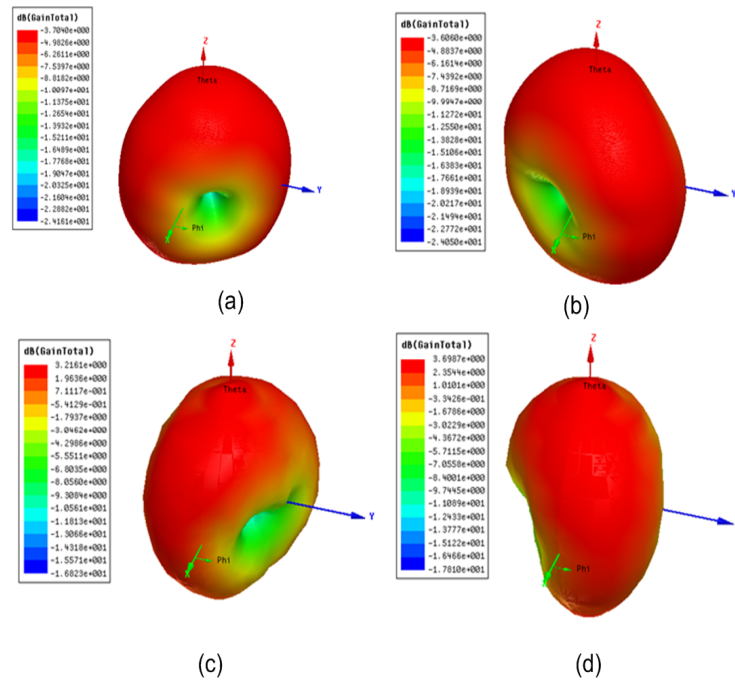 dB(GainTotal)
-3.7040e+000
-4.9826e+000
-6.2611e+000
-7.5397e+000
-8.8182e+000
-1.0097e+001
-1.1375e+001
-1.2654e+001
-1.3932e+001
-1.5211e+001
-1.6489e+001
-1.7768e+001
-1.9047e+001
-2.0325e+001
-2.1604e+001
-2.2882e+001
-2.4161e+001
Z
Theta
Y
X
Phi
(a)
dB(GainTotal)
-3.6060e+000
-4.8837e+000
-6.1614e+000
-7.4392e+000
-8.7169e+000
-9.9947e+000
-1.1272e+001
-1.2550e+001
-1.3828e+001
-1.5106e+001
-1.6383e+001
-1.7661e+001
-1.8939e+001
-2.0217e+001
-2.1494e+001
-2.2772e+001
-2.4050e+001
Z
Theta
Y
X
Phi
(b)
dB(GainTotal)
3.2161e+000
1.9636e+000
7.1117e-001
-5.4129e-001
-1.7937e+000
-3.0462e+000
-4.2986e+000
-5.5511e+000
-6.8035e+000
-8.0560e+000
-9.3084e+000
-1.0561e+001
-1.1813e+001
-1.3066e+001
-1.4318e+001
-1.5571e+001
-1.6823e+001
Z
Theta
Y
X
Phi
(c)
dB(GainTotal)
3.6987e+000
2.3544e+000
1.0101e+000
-3.3426e-001
-1.6786e+000
-3.0229e+000
-4.3672e+000
-5.7115e+000
-7.0558e+000
-8.4001e+000
-9.7445e+000
-1.1089e+001
-1.2433e+001
-1.3777e+001
-1.5122e+001
-1.6466e+001
-1.7810e+001
Z
Theta
X
Phi
(d)